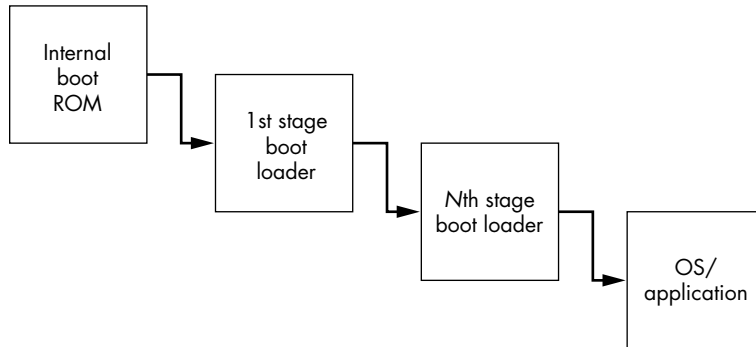 Internal
boot
ROM
1st stage
boot
loader
Nth stage
boot loader
OS/
application